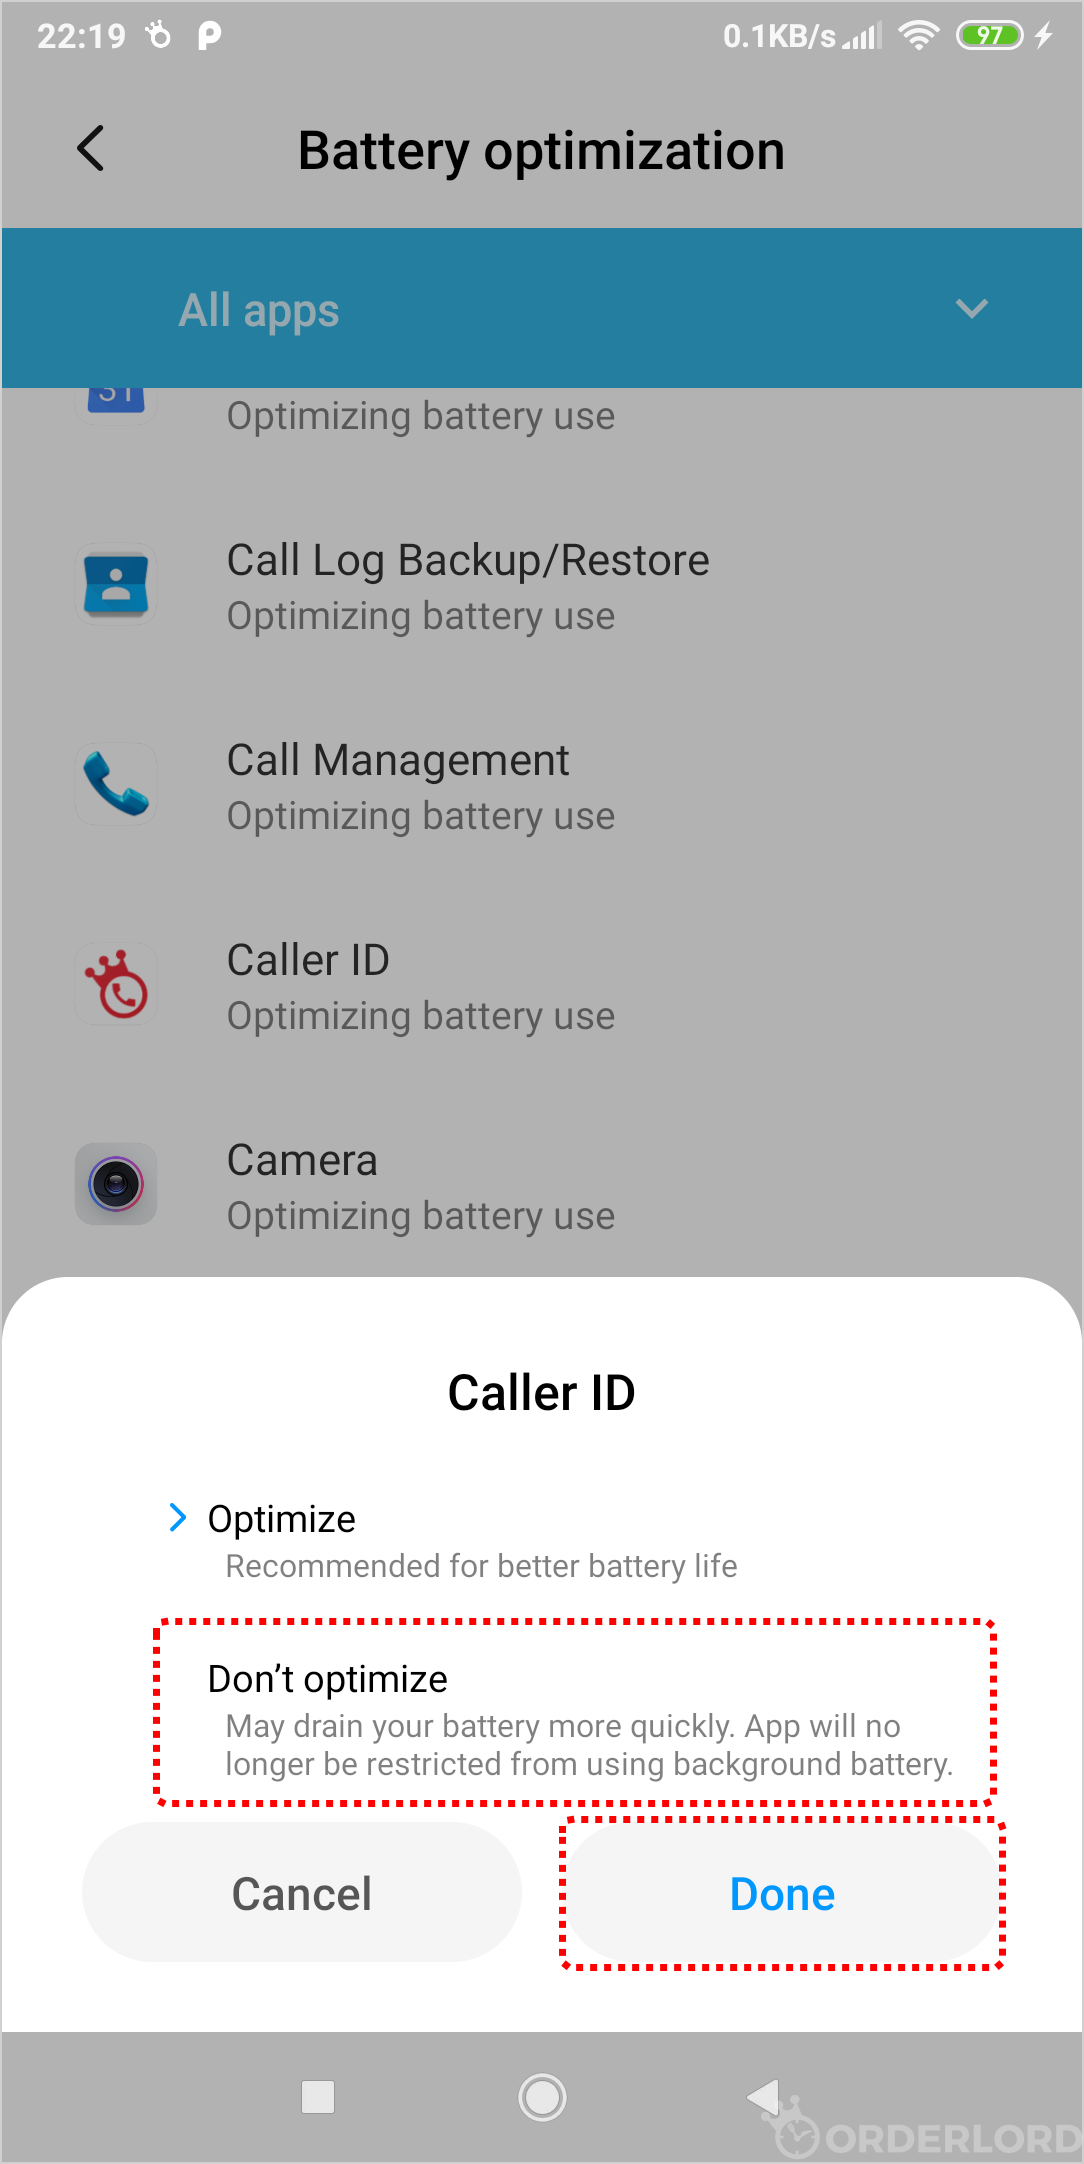 22:19
0.1KB/s
97
Battery optimization
All apps
31
Optimizing battery use
Call Log Backup/Restore
Optimizing battery use
Call Management
Optimizing battery use
Caller ID
Optimizing battery use
Camera
Optimizing battery use
Caller ID
Optimize
Recommended for better battery life
Don’t optimize
May drain your battery more quickly. App will no
longer be restricted from using background battery.
Cancel
Done
ORDERLORD